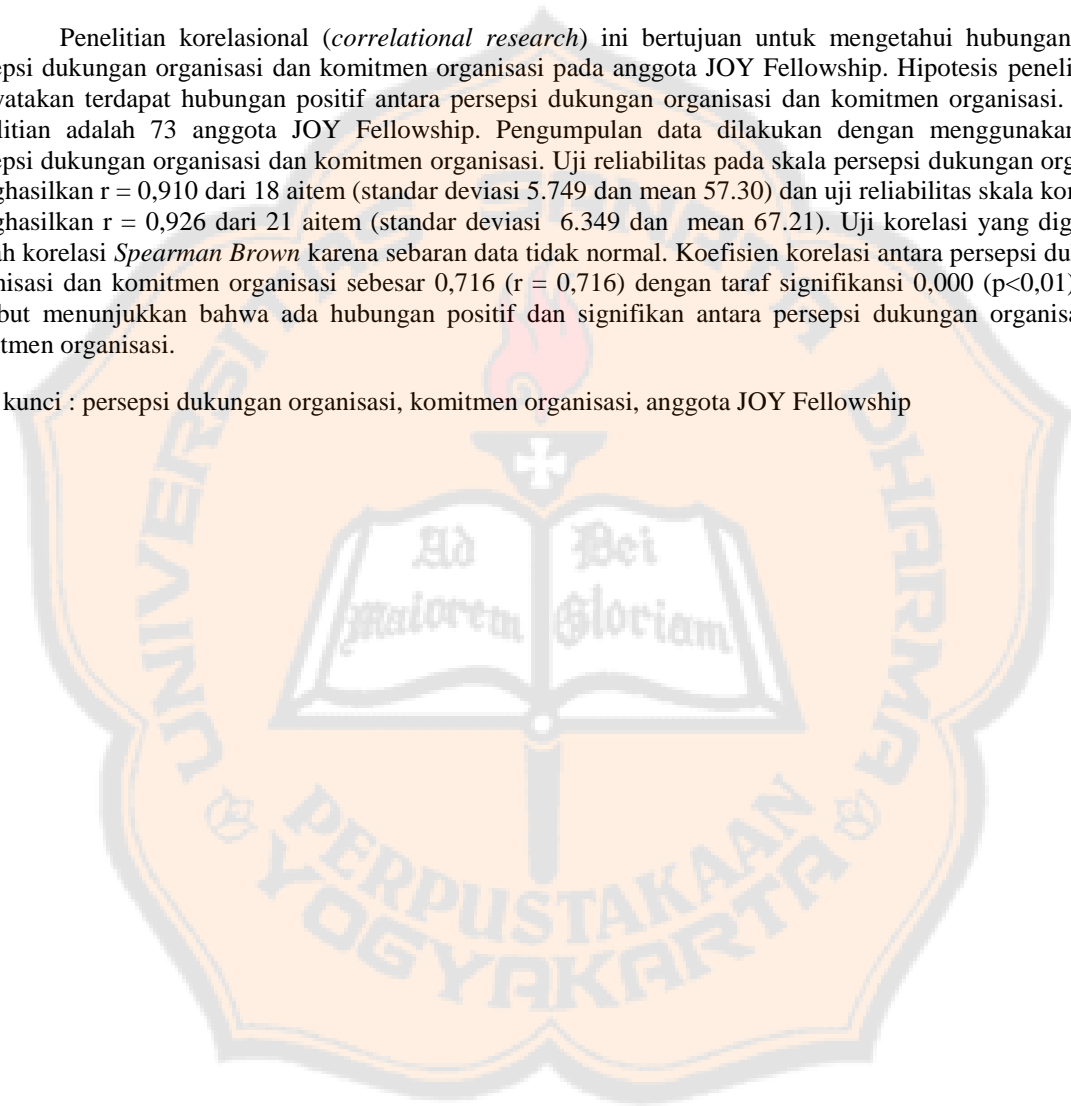 Penelitian korelasional (correlational research) ini bertujuan untuk mengetahui hubungan
epsi dukungan organisasi dan komitmen organisasi pada anggota JOY Fellowship. Hipotesis peneli
yatakan terdapat hubungan positif antara persepsi dukungan organisasi dan komitmen organisasi.
litian adalah 73 anggota JOY Fellowship. Pengumpulan data dilakukan dengan menggunakan
epsi dukungan organisasi dan komitmen organisasi. Uji reliabilitas pada skala persepsi dukungan org
ghasilkan r = 0,910 dari 18 aitem (standar deviasi 5.749 dan mean 57.30) dan uji reliabilitas skala kor
ghasilkan r = 0,926 dari 21 aitem (standar deviasi 6.349 dan mean 67.21). Uji korelasi yang dig
ah korelasi Spearman Brown karena sebaran data tidak normal. Koefisien korelasi antara persepsi du
nisasi dan komitmen organisasi sebesar 0,716 (r = 0,716) dengan taraf signifikansi 0,000 (p<0,01)
but menunjukkan bahwa ada hubungan positif dan signifikan antara persepsi dukungan organisa
tmen organisasi.
kunci : persepsi dukungan organisasi, komitmen organisasi, anggota JOY Fellowship
UNIVERSITAS SANATA DHARMA
Ad Maiorem
Dei Gloriam
PERPUSTAKAAN
YOGYAKARTA